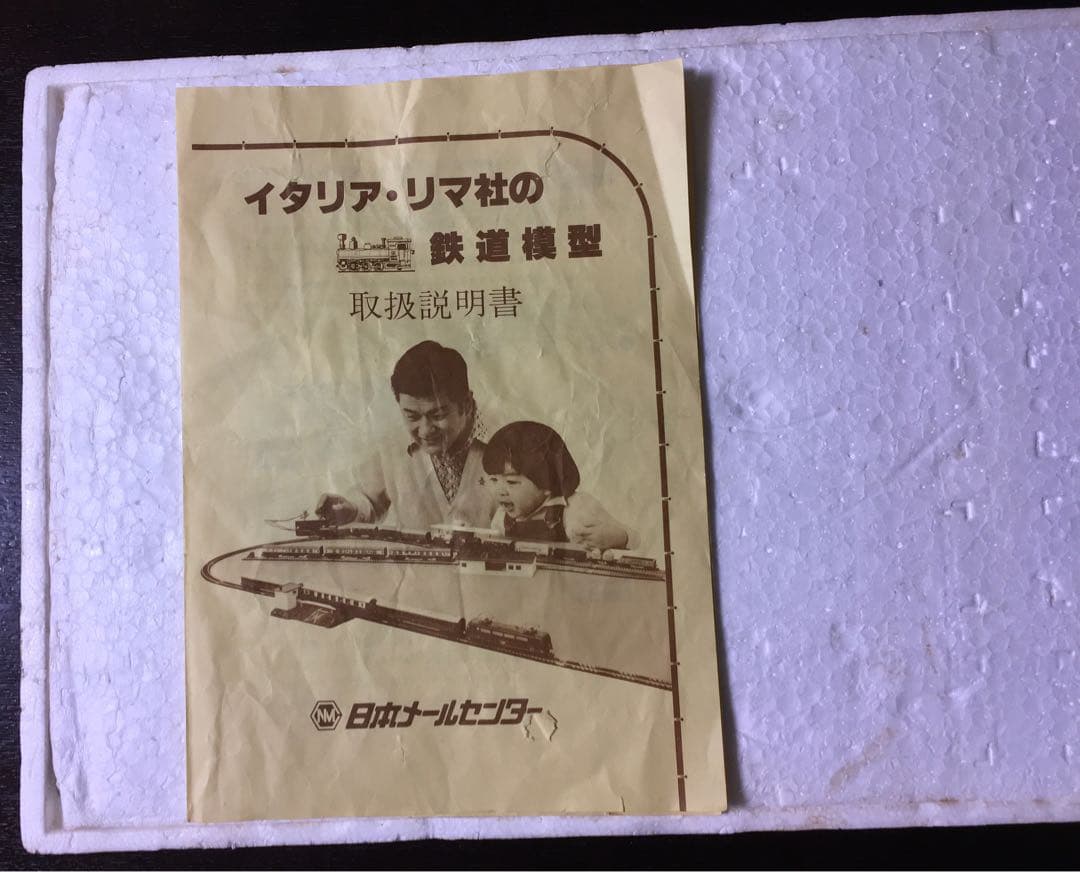 イタリア・リマ社の
鉄道模型
取扱説明書
NM 日本メールセンター